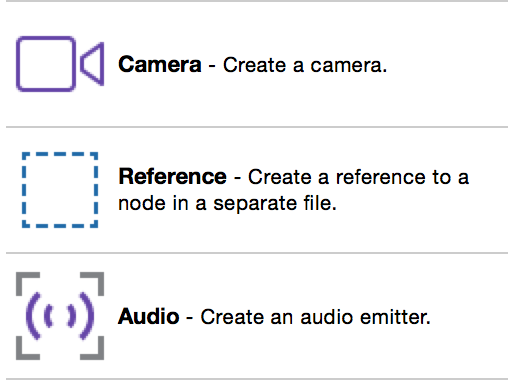 Camera - Create a camera.
Reference - Create a reference to a
node in a separate file.
Audio - Create an audio emitter.